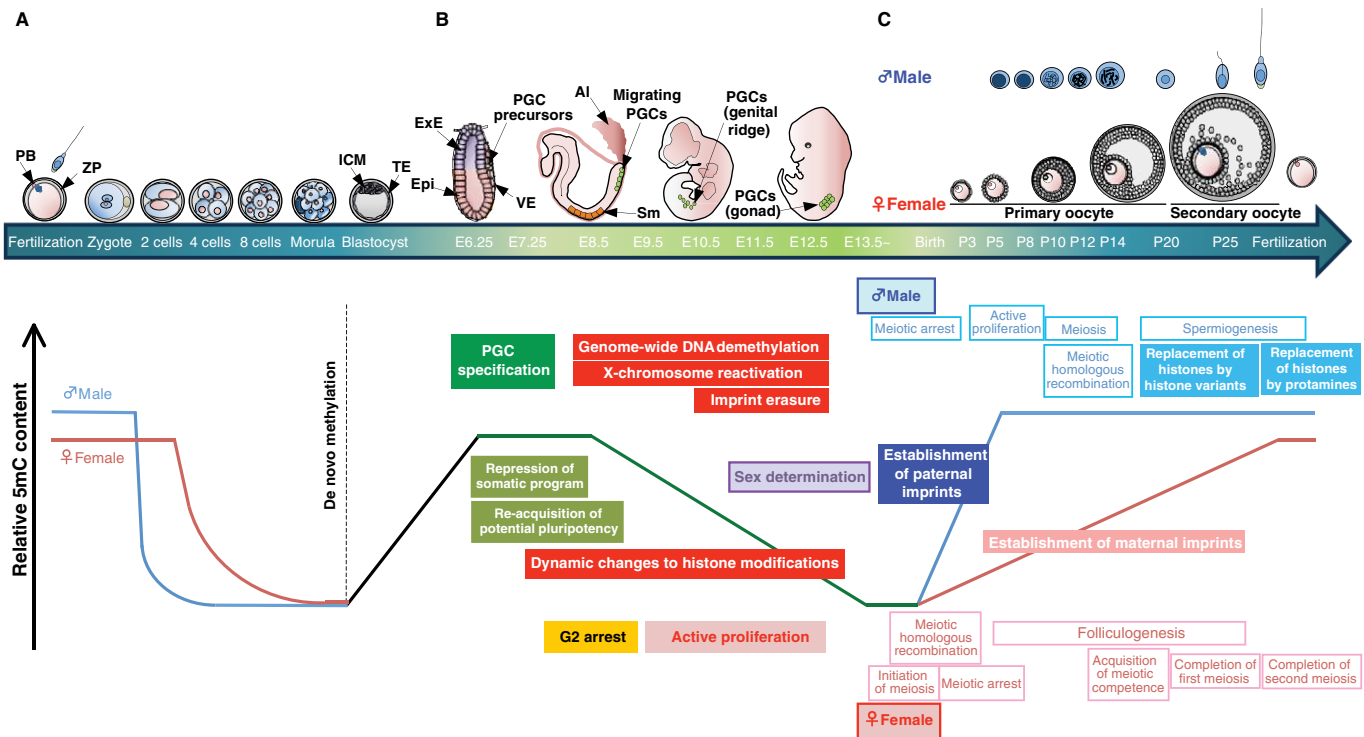 A
B
C
♂Male
PB
ZP
ICM
TE
ExE
Epi
PGC
precursors
VE
Al
Migrating
PGCs
Sm
PGCs
(genital
ridge)
PGCs
(gonad)
♀Female
Primary oocyte
Secondary oocyte
Fertilization Zygote 2 cells 4 cells 8 cells Morula Blastocyst E6.25 E7.25 E8.5 E9.5 E10.5 E11.5 E12.5 E13.5~ Birth P3 P5 P8 P10 P12 P14 P20 P25 Fertilization
Relative 5mC content
♂Male
♀Female
De novo methylation
PGC
specification
Genome-wide DNA demethylation
X-chromosome reactivation
Imprint erasure
Repression of
somatic program
Re-acquisition of
potential pluripotency
Dynamic changes to histone modifications
G2 arrest
Active proliferation
Sex determination
♂Male
Meiotic arrest
Active
proliferation
Meiosis
Spermiogenesis
Meiotic
homologous
recombination
Replacement of
histones by
histone variants
Replacement
of histones
by protamines
Establishment
of paternal
imprints
Establishment of maternal imprints
Meiotic
homologous
recombination
Folliculogenesis
Initiation
of meiosis
Meiotic arrest
Acquisition
of meiotic
competence
Completion of
first meiosis
Completion of
second meiosis
♀Female